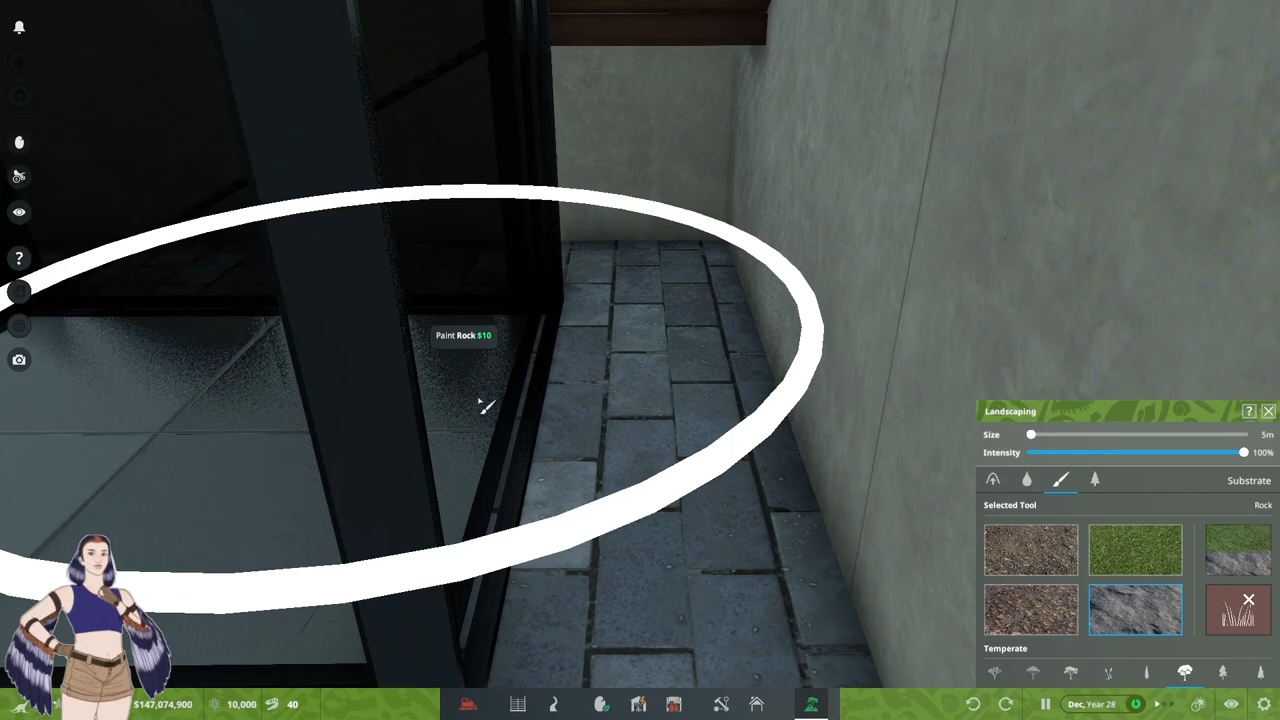 ?
Paint Rock $10
Landscaping
?
Size 5m
Intensity 100%
Substrate
Selected Tool Rock
Temperate
$147,074,900 10,000 40
Dec, Year 28